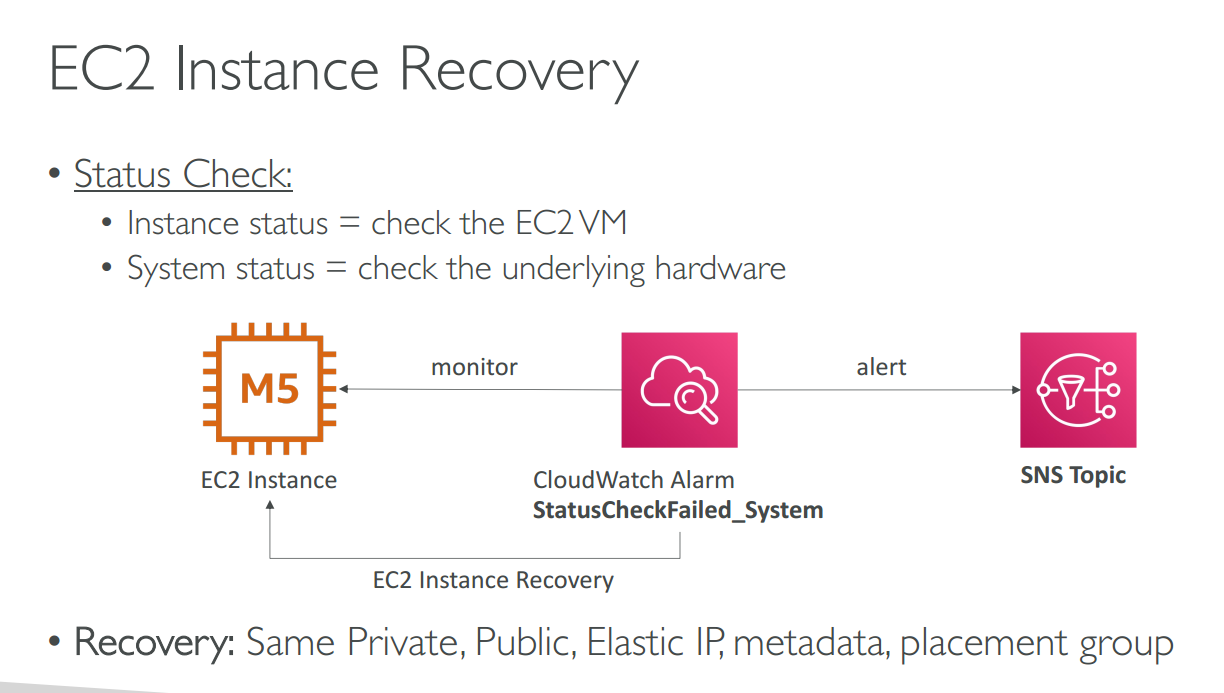 EC2 Instance Recovery
• Status Check:
• Instance status = check the EC2 VM
• System status = check the underlying hardware
monitor
alert
M5
EC2 Instance
CloudWatch Alarm
StatusCheckFailed_System
SNS Topic
EC2 Instance Recovery
• Recovery: Same Private, Public, Elastic IP, metadata, placement group